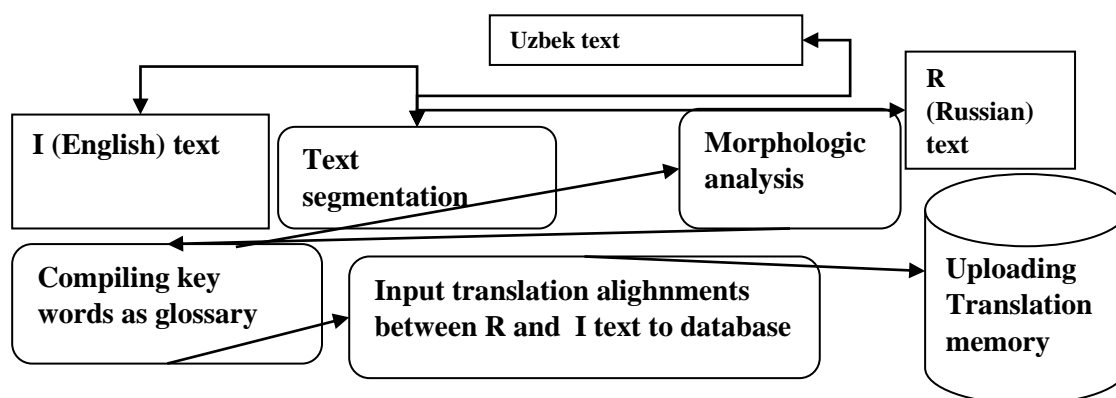 Uzbek text
R
(Russian)
text
I (English) text
Text
segmentation
Morphologic
analysis
Compiling key
words as glossary
Input translation alighnments
between R and  I text to database
Uploading
Translation
memory